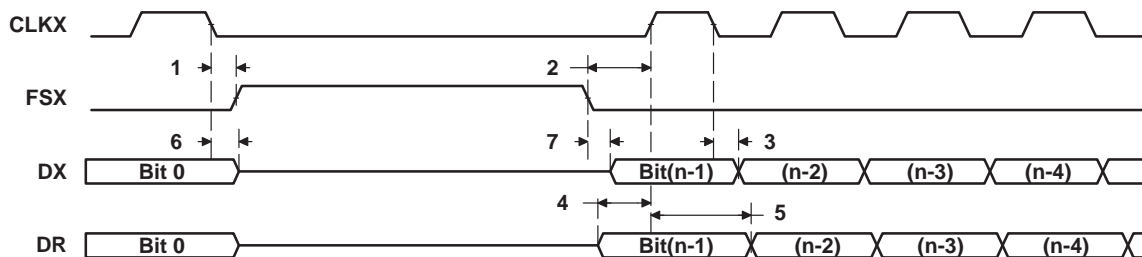 CLKX
1 2
FSX
6 7 3
DX Bit 0 Bit(n-1) (n-2) (n-3) (n-4)
4 5
DR Bit 0 Bit(n-1) (n-2) (n-3) (n-4)